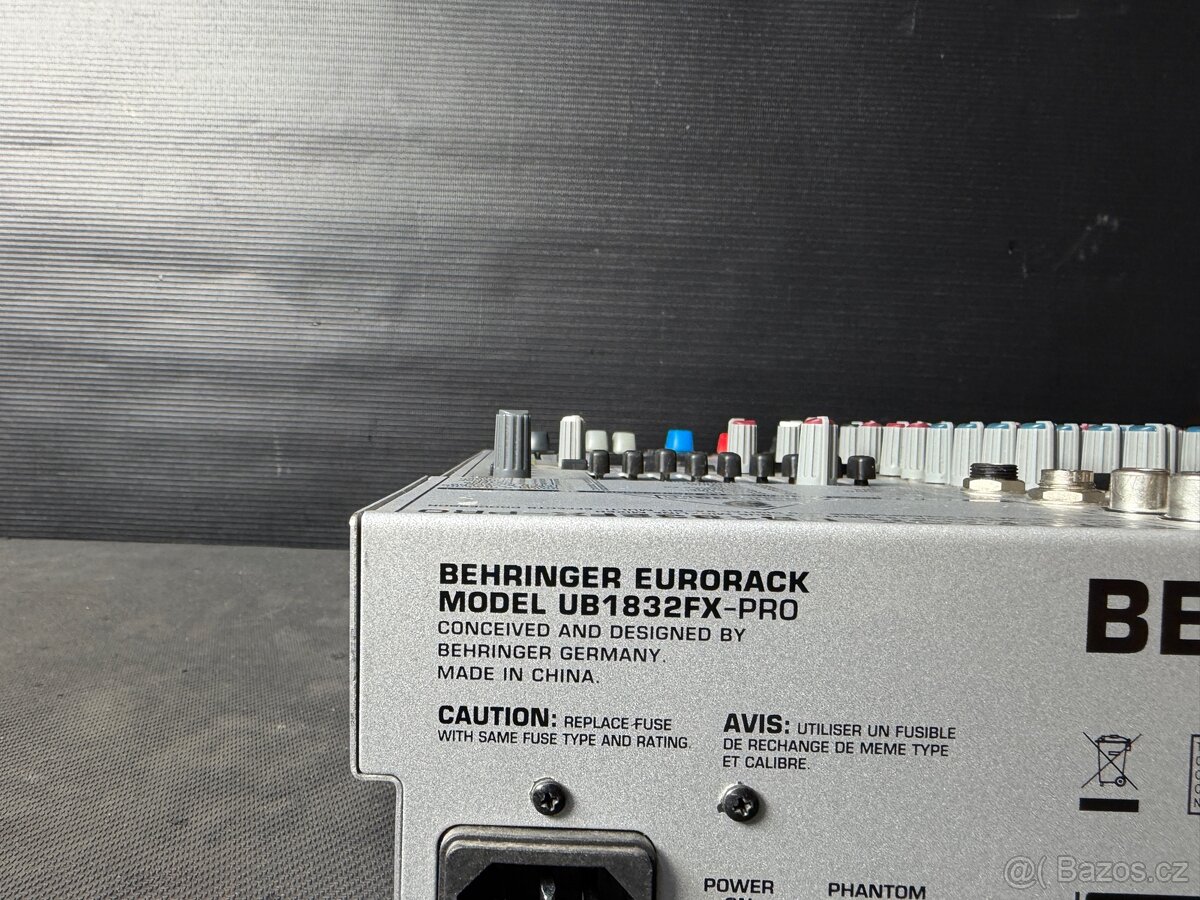 BEHRINGER EURORACK
MODEL UB1832FX-PRO
CONCEIVED AND DESIGNED BY
BEHRINGER GERMANY.
MADE IN CHINA.
BE
CAUTION: REPLACE FUSE
WITH SAME FUSE TYPE AND RATING.
AVIS: UTILISER UN FUSIBLE
DE RECHANGE DE MEME TYPE
ET CALIBRE.
POWER
ON
PHANTOM
@( Bazos.cz